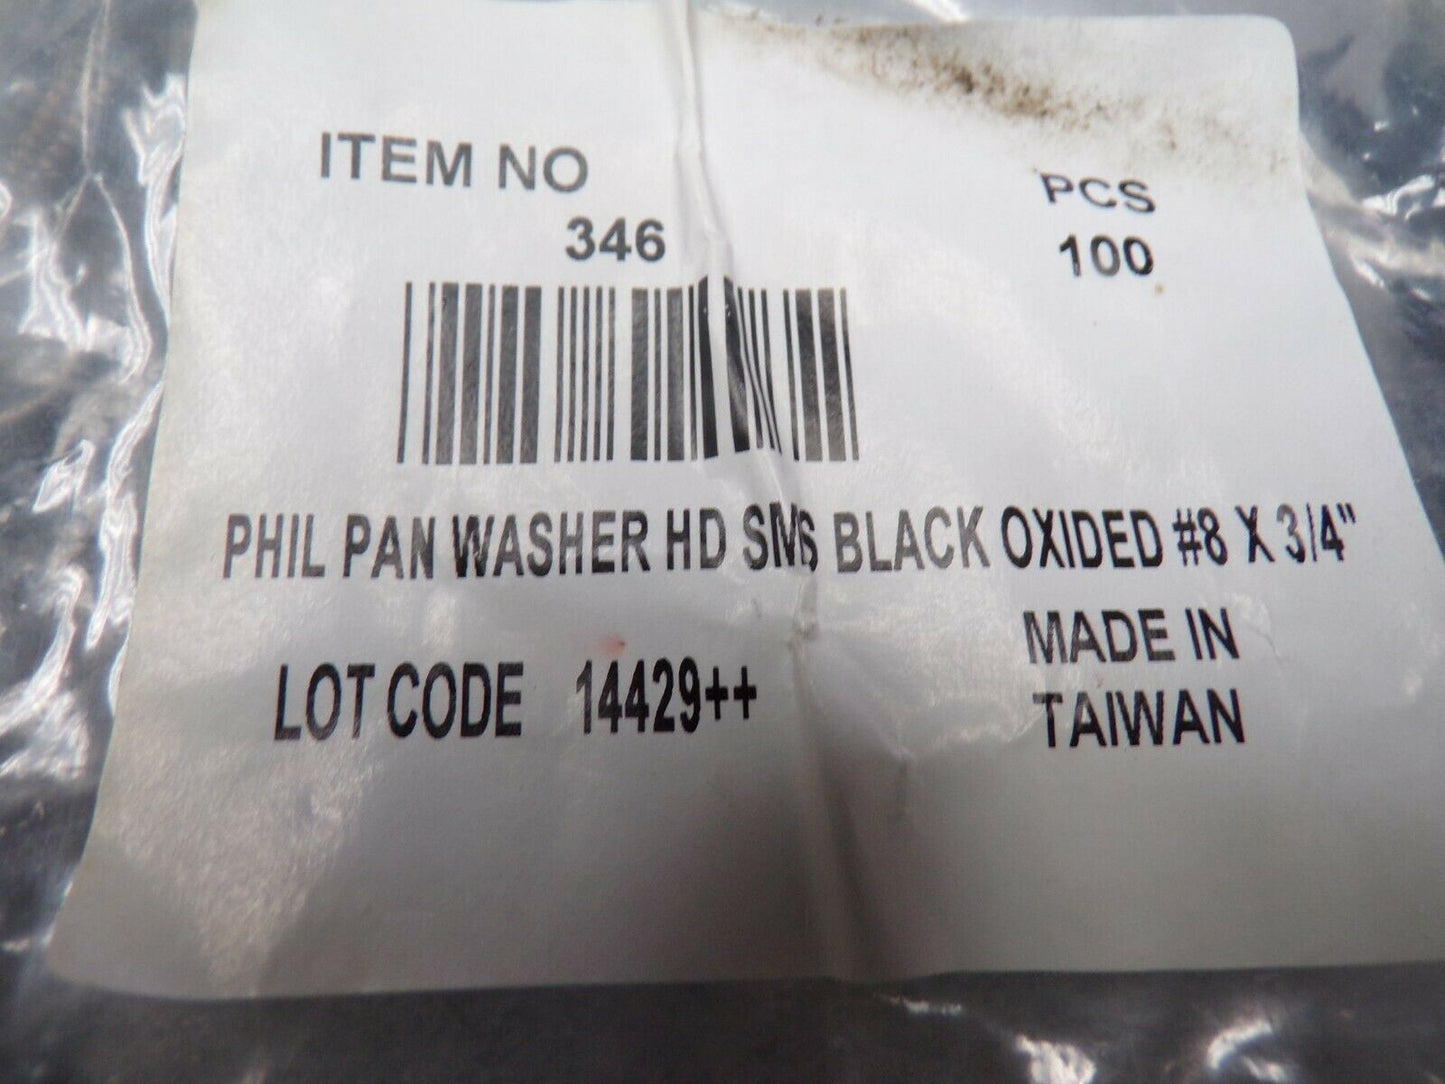 ITEM NO
346
PCS
100
PHIL PAN WASHER HD SMS BLACK OXIDED #8 X 3/4"
LOT CODE 14429++
MADE IN
TAIWAN